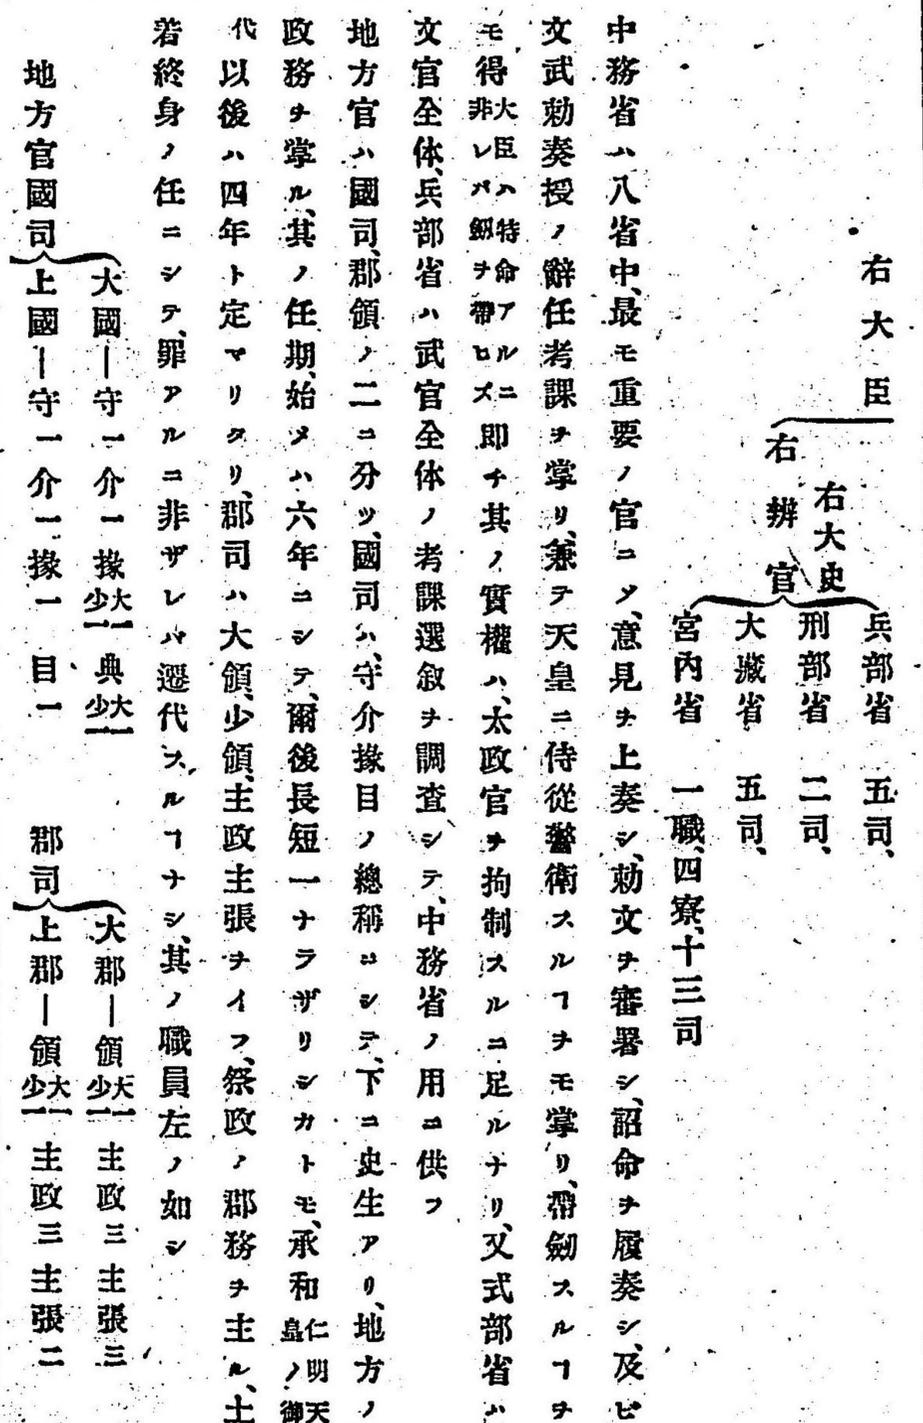 右大臣
右大史
右辨官
兵部省 五司、
刑部省 二司、
大藏省 五司、
宮內省 一職、四寮、十三司
中務省ハ八省中、最モ重要ノ官ニメ、意見ヲ上奏シ、勅文ヲ審署シ、詔命ヲ履奏シ、及ビ
文武勅奏授ノ辭任考課ヲ掌リ、兼テ天皇ニ侍從警衛スルヿヲモ掌リ、帶劒スルヿヲ
モ得大臣ハ特命アルニ非レバ劒ヲ帶ヒズ即チ其ノ實權ハ、太政官ヲ拘制スルニ足ルナリ、又式部省ハ
文官全体、兵部省ハ武官全体ノ考課選叙ヲ調査シテ、中務省ノ用ニ供フ
地方官ハ國司、郡領ノ二ニ分ツ、國司ハ、守介掾目ノ總稱ニシテ、下ニ史生アリ、地方ノ
政務ヲ掌ル、其ノ任期、始メハ六年ニシテ、爾後長短一ナラザリシカトモ、承和仁明天皇ノ御
代以後ハ四年ト定マリタリ、郡司ハ大領、少領、主政主張ヲイフ、祭政ノ郡務ヲ主ル、土
着終身ノ任ニシテ、罪アルニ非ザレハ遷代スルヿナシ、其ノ職員左ノ如シ
地方官國司
大國―守一介一掾大一少一典大一少一
上國―守一介一掾一目一
郡司
大郡―領大一少一主政三主張三
上郡―領大一少一主政三主張二